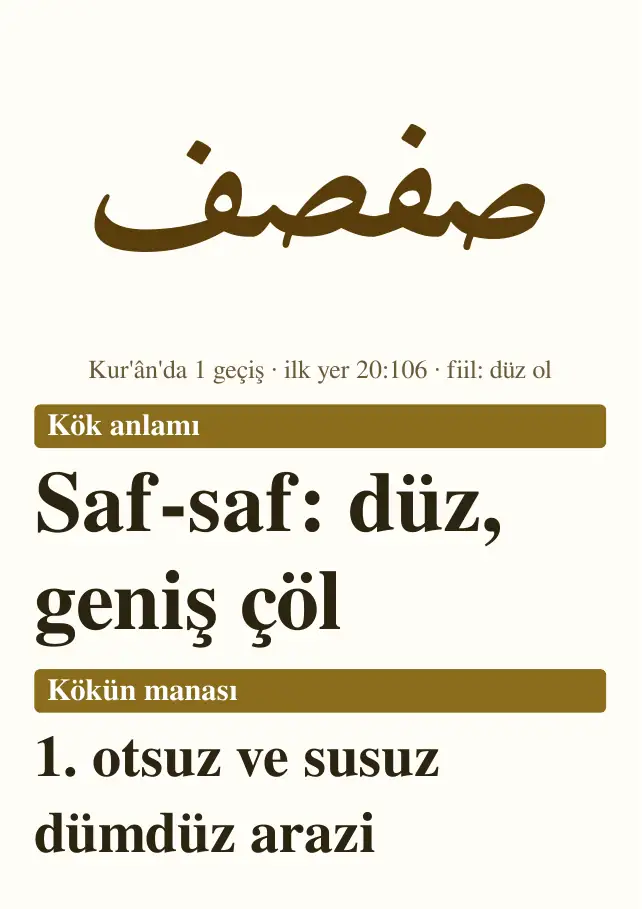 صفصف
Kur'ân'da 1 geçiş · ilk yer 20:106 · fiil: düz ol
Kök anlamı
Saf-saf: düz,
geniş çöl
Kökün manası
1. otsuz ve susuz
dümdüz arazi